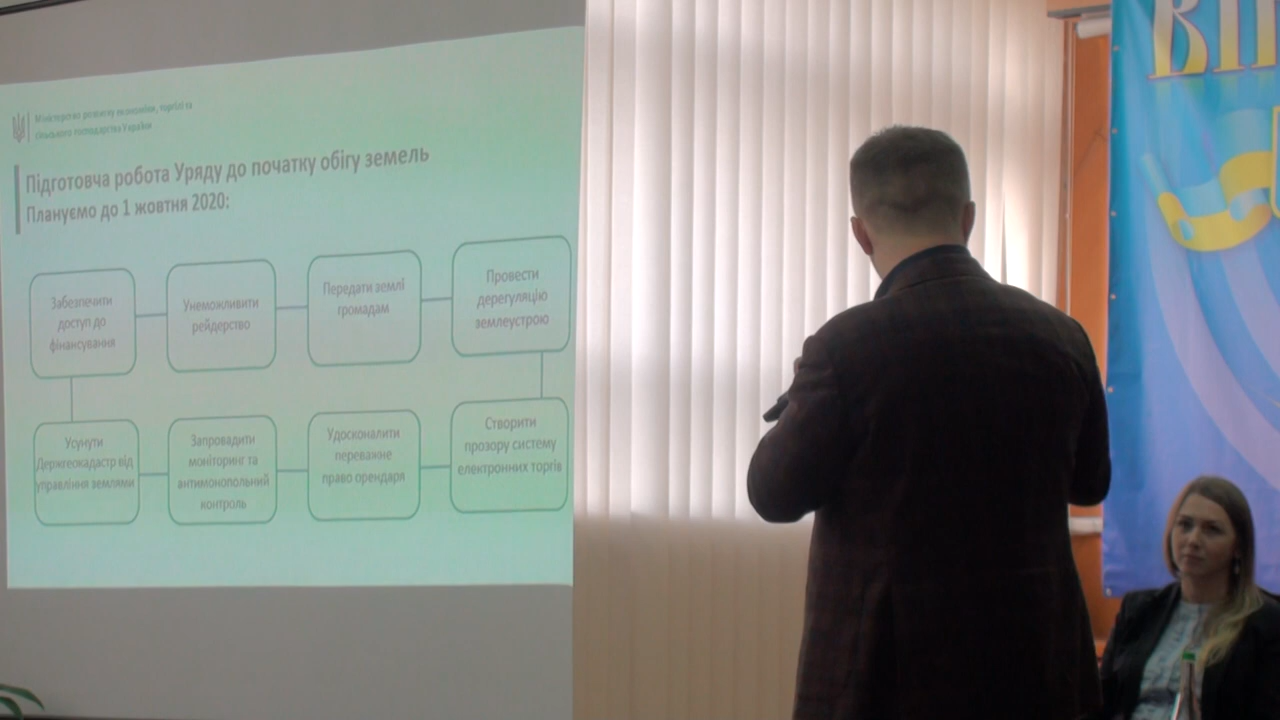 Міністерство розвитку економіки, торгівлі та
сільського господарства України
Підготовча робота Уряду до початку обігу земель
Плануємо до 1 жовтня 2020:
Забезпечити
доступ до
фінансування
Унеможливити
рейдерство
Передати землі
громадам
Провести
дерегуляцію
землеустрою
Усунути
Держгеокадастр від
управління землями
Запровадити
моніторинг та
антимонопольний
контроль
Удосконалити
переважне
право орендаря
Створити
прозору систему
електронних торгів